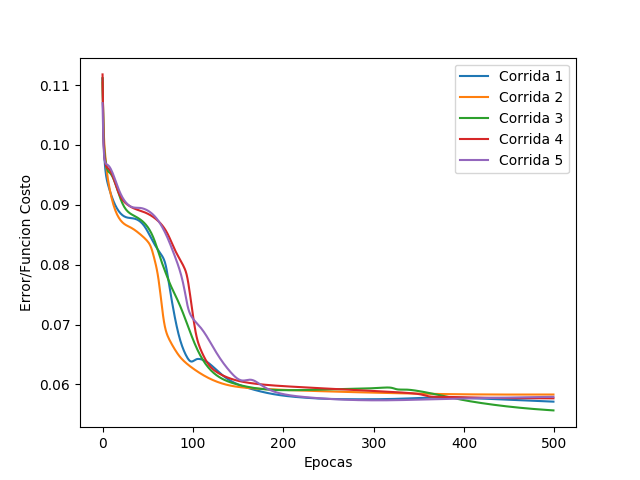 0.11
0.10
0.09
0.08
0.07
0.06
Error/Funcion Costo
Corrida 1
Corrida 2
Corrida 3
Corrida 4
Corrida 5
0 100 200 300 400 500
Epocas